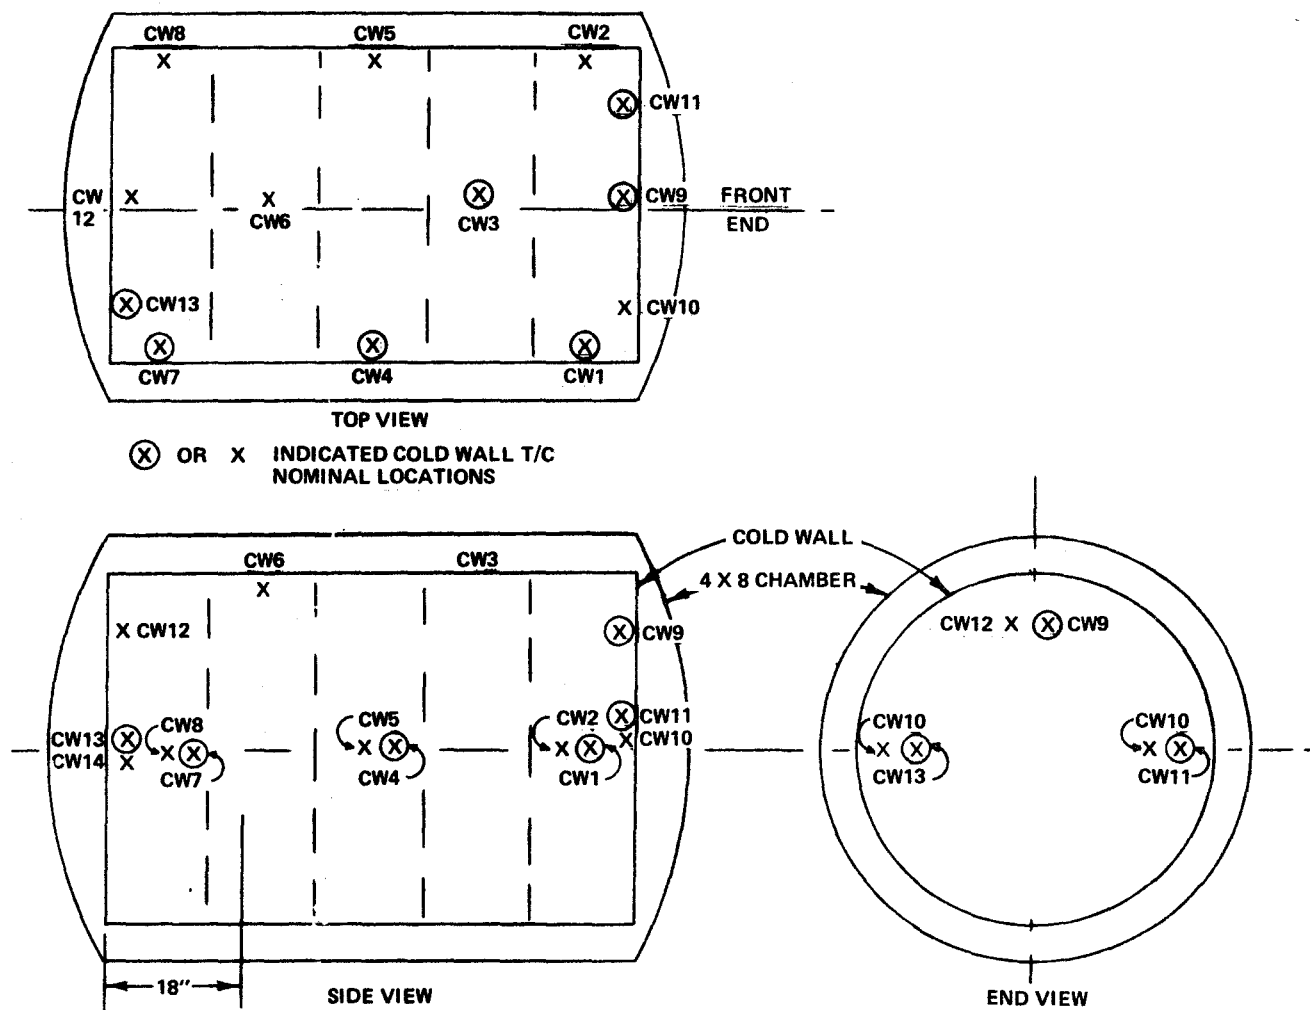 CW8
CW5
CW2
CW11
CW
12
CW6
CW3
CW9
FRONT
END
CW13
CW10
CW7
CW4
CW1
TOP VIEW
X OR X INDICATED COLD WALL T/C
NOMINAL LOCATIONS
COLD WALL
4 X 8 CHAMBER
CW6
CW3
CW12
CW9
CW8
CW5
CW2
CW11
CW13
CW10
CW14
CW7
CW4
CW1
18"
SIDE VIEW
CW12
CW9
CW10
CW10
CW13
CW11
END VIEW